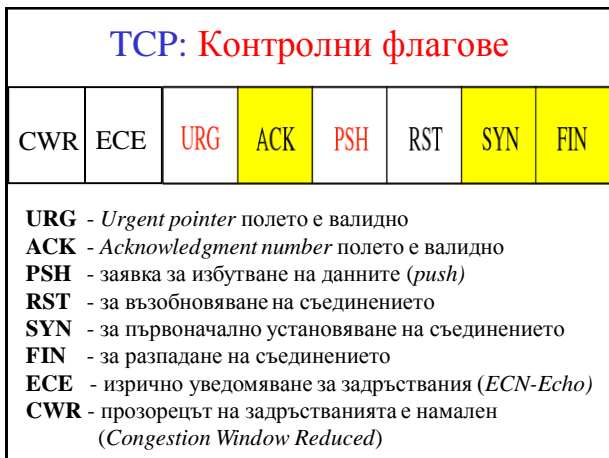 TCP: Контролни флагове
CWR ECE URG ACK PSH RST SYN FIN
URG - Urgent pointer полето е валидно
ACK - Acknowledgment number полето е валидно
PSH - заявка за избутване на данните (push)
RST - за възобновяване на съединението
SYN - за първоначално установяване на съединението
FIN - за разпадане на съединението
ECE - изрично уведомяване за задръствания (ECN-Echo)
CWR - прозорецът на задръстванията е намален
(Congestion Window Reduced)